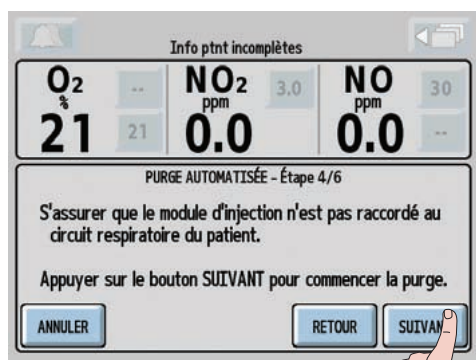 Info ptnt incomplètes
O2 % -- NO2 ppm 3.0 NO ppm 30
21 21 0.0 0.0 --
PURGE AUTOMATISÉE - Étape 4/6
S'assurer que le module d'injection n'est pas raccordé au
circuit respiratoire du patient.
Appuyer sur le bouton SUIVANT pour commencer la purge.
ANNULER RETOUR SUIVAN